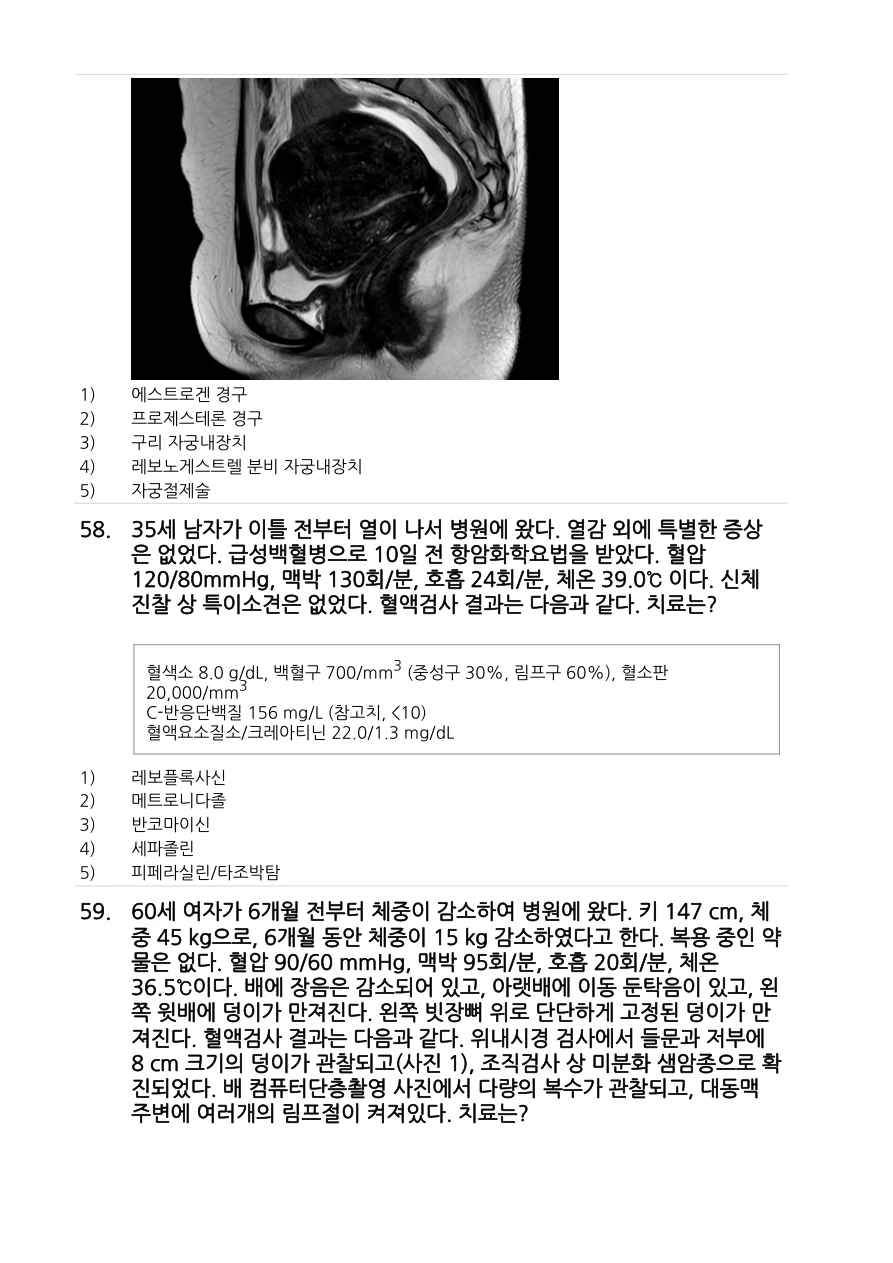 1) 에스트로겐 경구
2) 프로제스테론 경구
3) 구리 자궁내장치
4) 레보노게스트렐 분비 자궁내장치
5) 자궁절제술
58. 35세 남자가 이틀 전부터 열이 나서 병원에 왔다. 열감 외에 특별한 증상
은 없었다. 급성백혈병으로 10일 전 항암화학요법을 받았다. 혈압
120/80mmHg, 맥박 130회/분, 호흡 24회/분, 체온 39.0℃ 이다. 신체
진찰 상 특이소견은 없었다. 혈액검사 결과는 다음과 같다. 치료는?
혈색소 8.0 g/dL, 백혈구 700/mm³ (중성구 30%, 림프구 60%), 혈소판
20,000/mm³
C-반응단백질 156 mg/L (참고치, <10)
혈액요소질소/크레아티닌 22.0/1.3 mg/dL
1) 레보플록사신
2) 메트로니다졸
3) 반코마이신
4) 세파졸린
5) 피페라실린/타조박탐
59. 60세 여자가 6개월 전부터 체중이 감소하여 병원에 왔다. 키 147 cm, 체
중 45 kg으로, 6개월 동안 체중이 15 kg 감소하였다고 한다. 복용 중인 약
물은 없다. 혈압 90/60 mmHg, 맥박 95회/분, 호흡 20회/분, 체온
36.5℃이다. 배에 장음은 감소되어 있고, 아랫배에 이동 둔탁음이 있고, 왼
쪽 윗배에 덩이가 만져진다. 왼쪽 빗장뼈 위로 단단하게 고정된 덩이가 만
져진다. 혈액검사 결과는 다음과 같다. 위내시경 검사에서 들문과 저부에
8 cm 크기의 덩이가 관찰되고(사진 1), 조직검사 상 미분화 샘암종으로 확
진되었다. 배 컴퓨터단층촬영 사진에서 다량의 복수가 관찰되고, 대동맥
주변에 여러개의 림프절이 커져있다. 치료는?